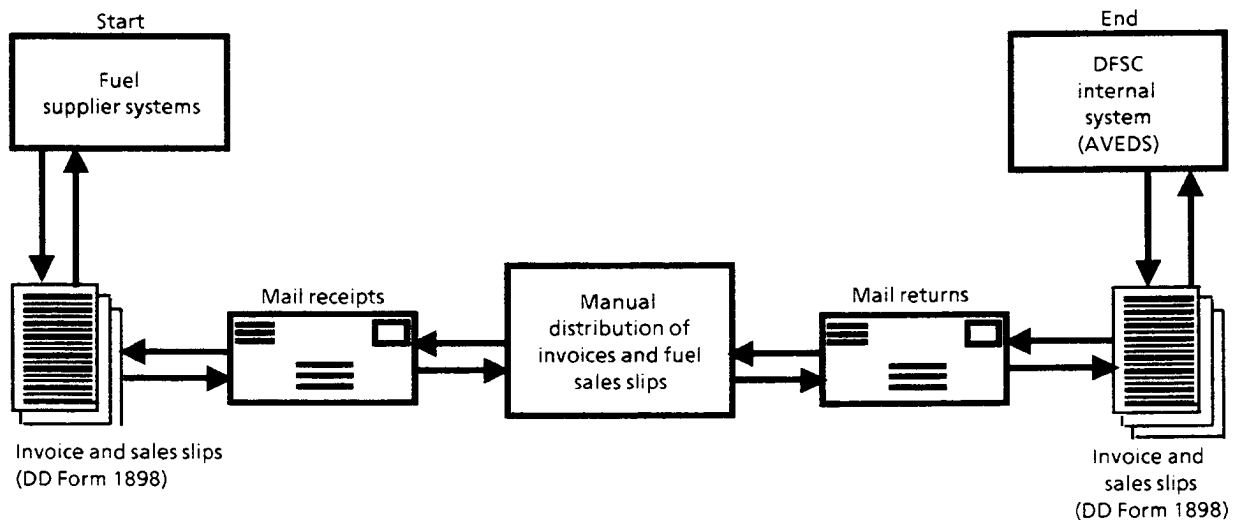 Start
Fuel
supplier systems
End
DFSC
internal
system
(AVEDS)
Mail receipts
Manual
distribution of
invoices and fuel
sales slips
Mail returns
Invoice and sales slips
(DD Form 1898)
Invoice and
sales slips
(DD Form 1898)